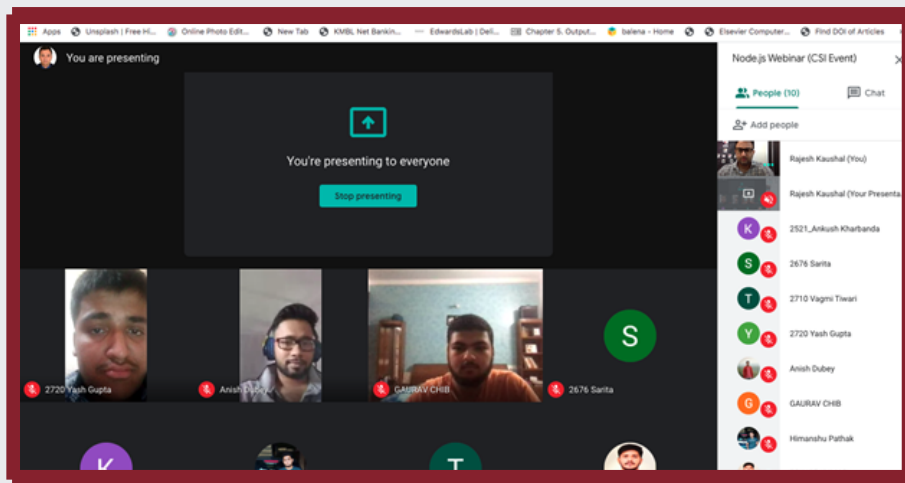 Apps Unsplash | Free Hi... Online Photo Edit... New Tab KMBL Net Bankin... EdwardsLab | Deli... Chapter 5. Output... balena - Home Elsevier Computer... Find DOI of Articles
You are presenting
You're presenting to everyone
Stop presenting
2720 Yash Gupta
Anish Dubey
GAURAV CHIB
S
2676 Sarita
K
T
Node.js Webinar (CSI Event)
People (10) Chat
Add people
Rajesh Kaushal (You)
Rajesh Kaushal (Your Presenta...
K 2521_Ankush Kharbanda
S 2676 Sarita
T 2710 Vagmi Tiwari
Y 2720 Yash Gupta
Anish Dubey
G GAURAV CHIB
Himanshu Pathak